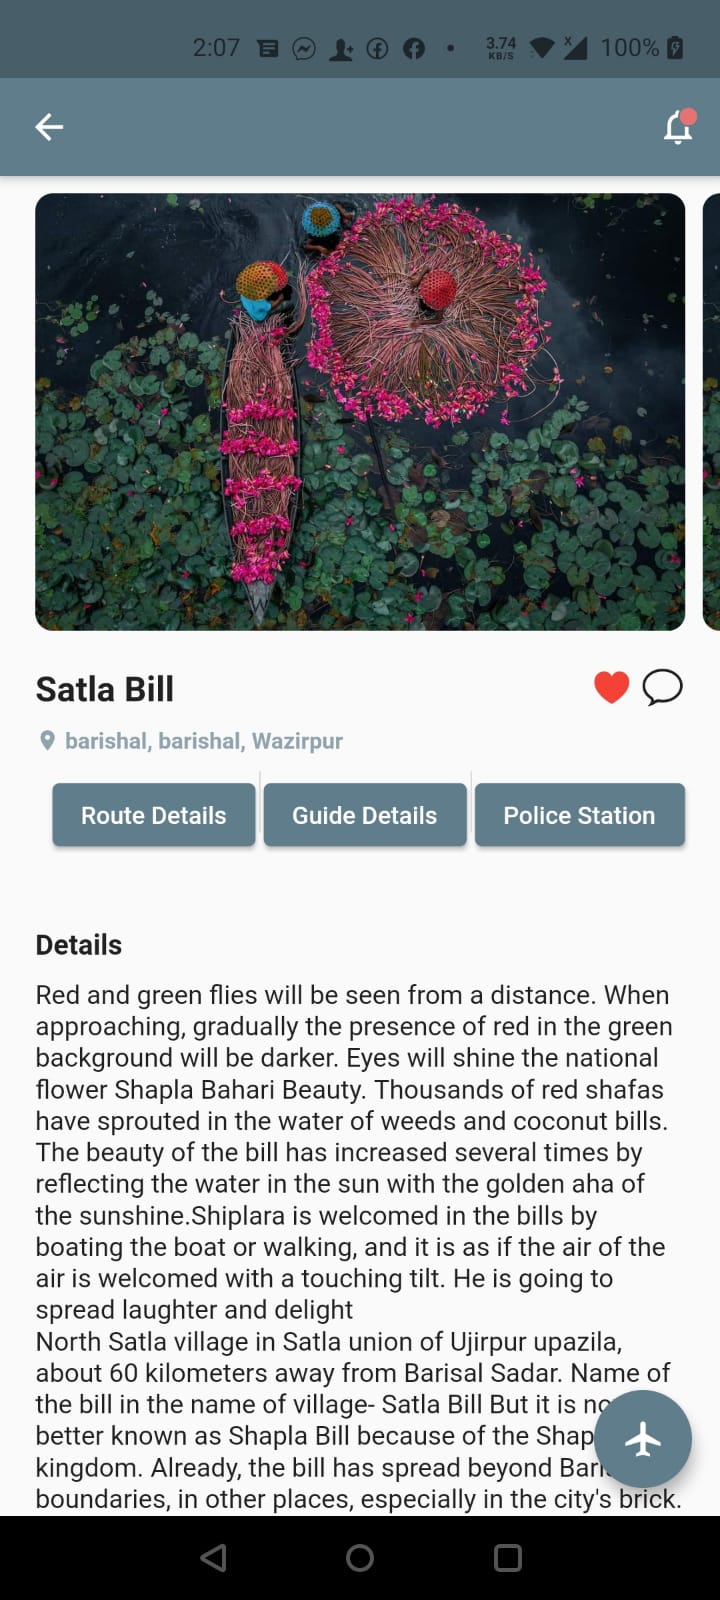 2:07
3.74
KB/S
X
100%
Satla Bill
barishal, barishal, Wazirpur
Route Details
Guide Details
Police Station
Details
Red and green flies will be seen from a distance. When
approaching, gradually the presence of red in the green
background will be darker. Eyes will shine the national
flower Shapla Bahari Beauty. Thousands of red shafas
have sprouted in the water of weeds and coconut bills.
The beauty of the bill has increased several times by
reflecting the water in the sun with the golden aha of
the sunshine.Shiplara is welcomed in the bills by
boating the boat or walking, and it is as if the air of the
air is welcomed with a touching tilt. He is going to
spread laughter and delight
North Satla village in Satla union of Ujirpur upazila,
about 60 kilometers away from Barisal Sadar. Name of
the bill in the name of village- Satla Bill But it is
better known as Shapla Bill because of the
kingdom. Already, the bill has spread beyond
boundaries, in other places, especially in the city's brick.